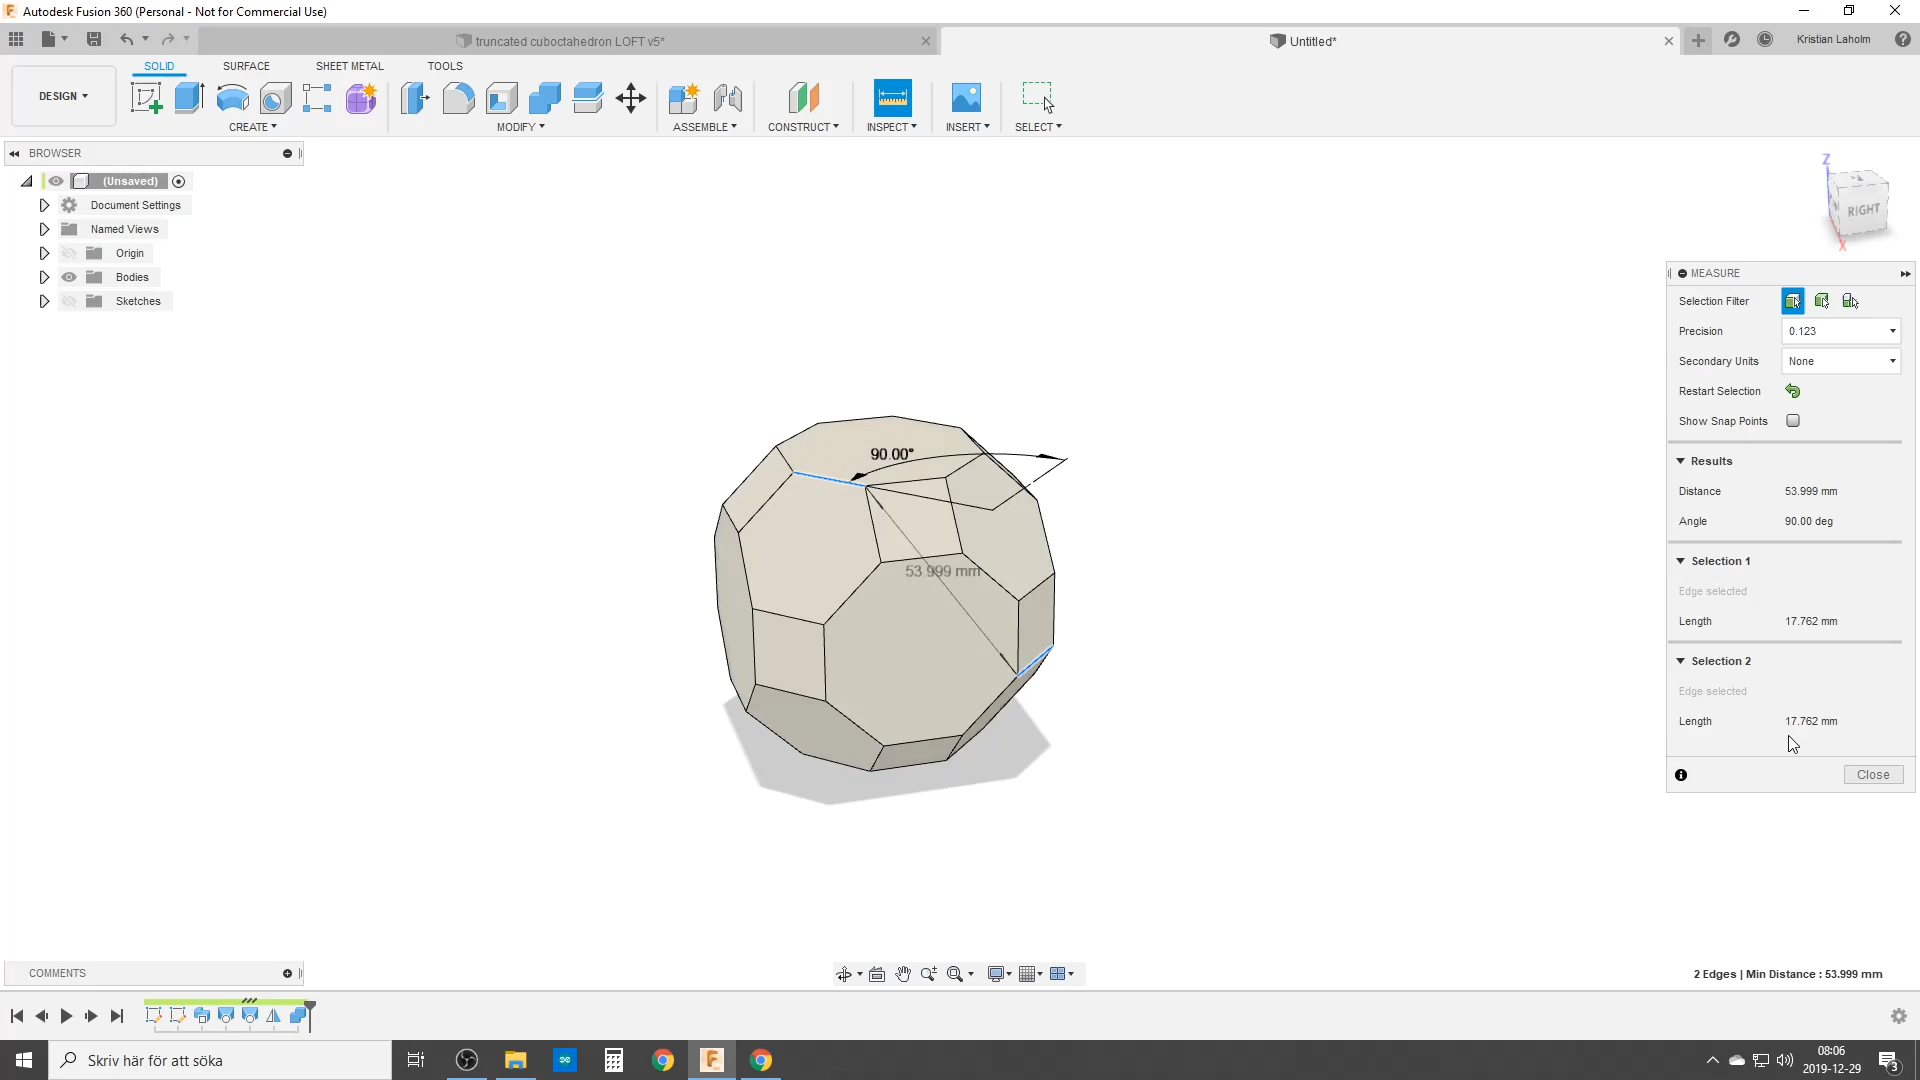 Autodesk Fusion 360 (Personal - Not for Commercial Use)
truncated cuboctahedron LOFT v5*
Untitled*
Kristian Laholm
SOLID
SURFACE
SHEET METAL
TOOLS
DESIGN
CREATE
MODIFY
ASSEMBLE
CONSTRUCT
INSPECT
INSERT
SELECT
BROWSER
(Unsaved)
Document Settings
Named Views
Origin
Bodies
Sketches
Z
RIGHT
X
MEASURE
Selection Filter
Precision 0.123
Secondary Units None
Restart Selection
Show Snap Points
Results
Distance 53.999 mm
Angle 90.00 deg
Selection 1
Edge selected
Length 17.762 mm
Selection 2
Edge selected
Length 17.762 mm
Close
90.00°
53.999 mm
COMMENTS
2 Edges | Min Distance : 53.999 mm
Skriv här för att söka
08:06
2019-12-29
3